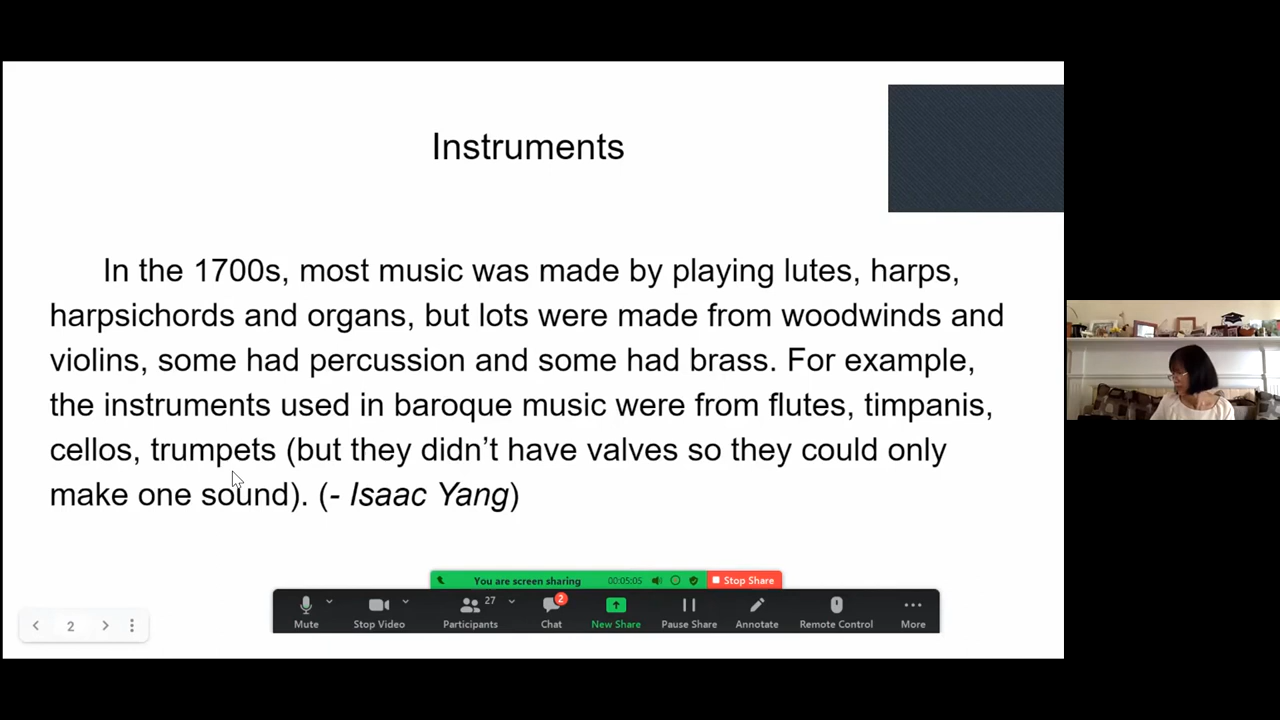 Instruments
In the 1700s, most music was made by playing lutes, harps,
harpsichords and organs, but lots were made from woodwinds and
violins, some had percussion and some had brass. For example,
the instruments used in baroque music were from flutes, timpanis,
cellos, trumpets (but they didn’t have valves so they could only
make one sound). (- Isaac Yang)
You are screen sharing 00:05:05 Stop Share
27 2
Mute Stop Video Participants Chat New Share Pause Share Annotate Remote Control More
2